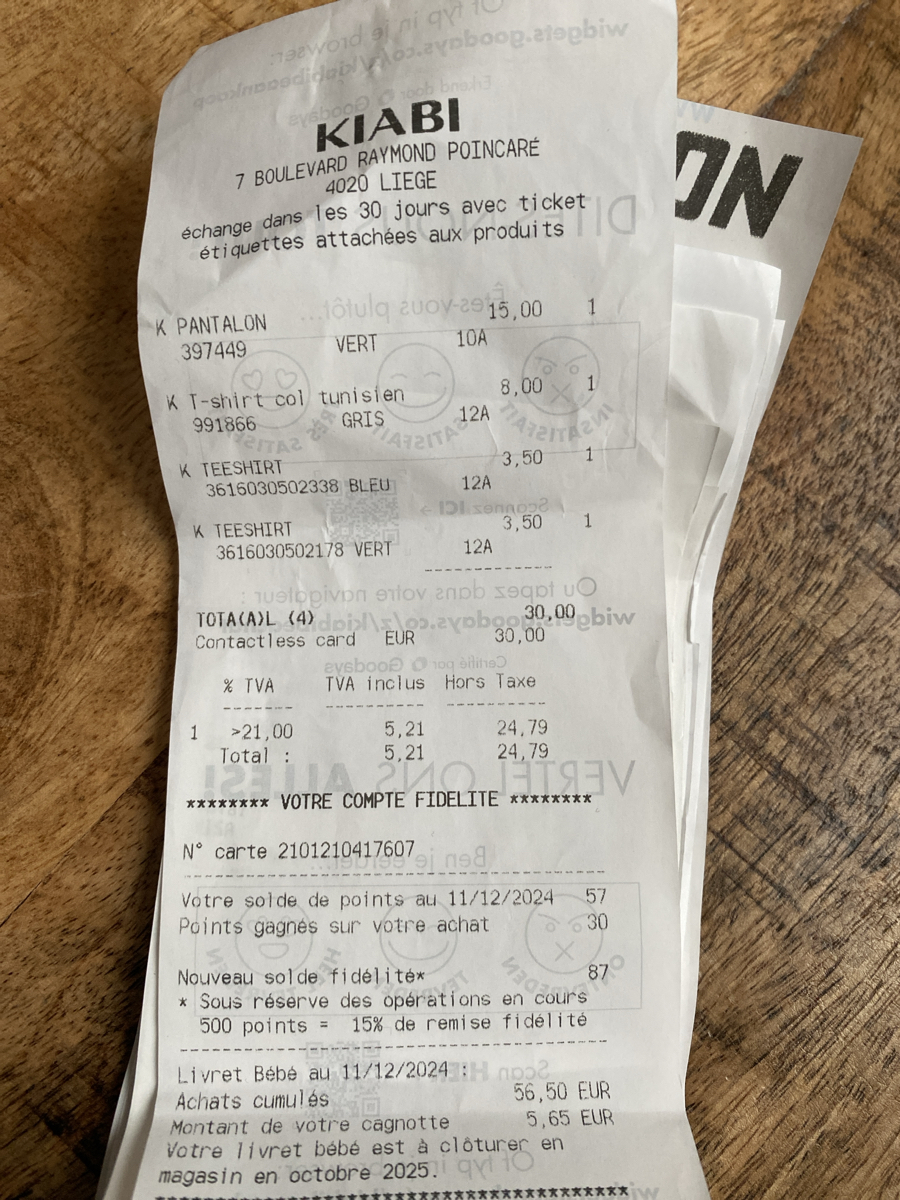 KIABI
7 BOULEVARD RAYMOND POINCARÉ
4020 LIEGE
échange dans les 30 jours avec ticket
étiquettes attachées aux produits
K PANTALON 15,00 1
397449 VERT 10A
K T-shirt col tunisien 8,00 1
991866 GRIS 12A
K TEESHIRT 3,50 1
3616030502338 BLEU 12A
K TEESHIRT 3,50 1
3616030502178 VERT 12A
------------
TOTA(A)L (4) 30,00
Contactless card EUR 30,00
% TVA TVA inclus Hors Taxe
------- ---------- ----------
1 >21,00 5,21 24,79
Total : 5,21 24,79
******** VOTRE COMPTE FIDELITE ********
N° carte 2101210417607
Votre solde de points au 11/12/2024 57
Points gagnés sur votre achat 30
Nouveau solde fidélité* 87
* Sous réserve des opérations en cours
500 points = 15% de remise fidélité
Livret Bébé au 11/12/2024 :
Achats cumulés 56,50 EUR
Montant de votre cagnotte 5,65 EUR
Votre livret bébé est à clôturer en
magasin en octobre 2025.
ON